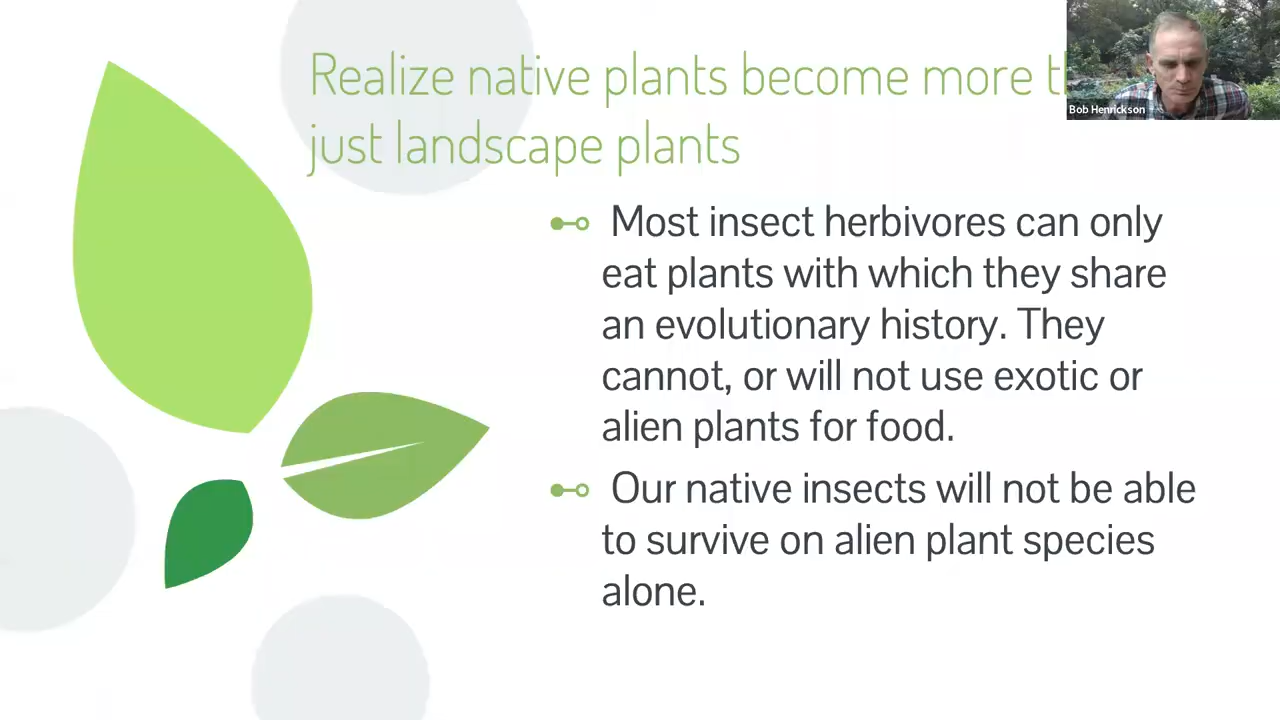 Realize native plants become more
just landscape plants
Bob Henrickson
Most insect herbivores can only
eat plants with which they share
an evolutionary history. They
cannot, or will not use exotic or
alien plants for food.
Our native insects will not be able
to survive on alien plant species
alone.